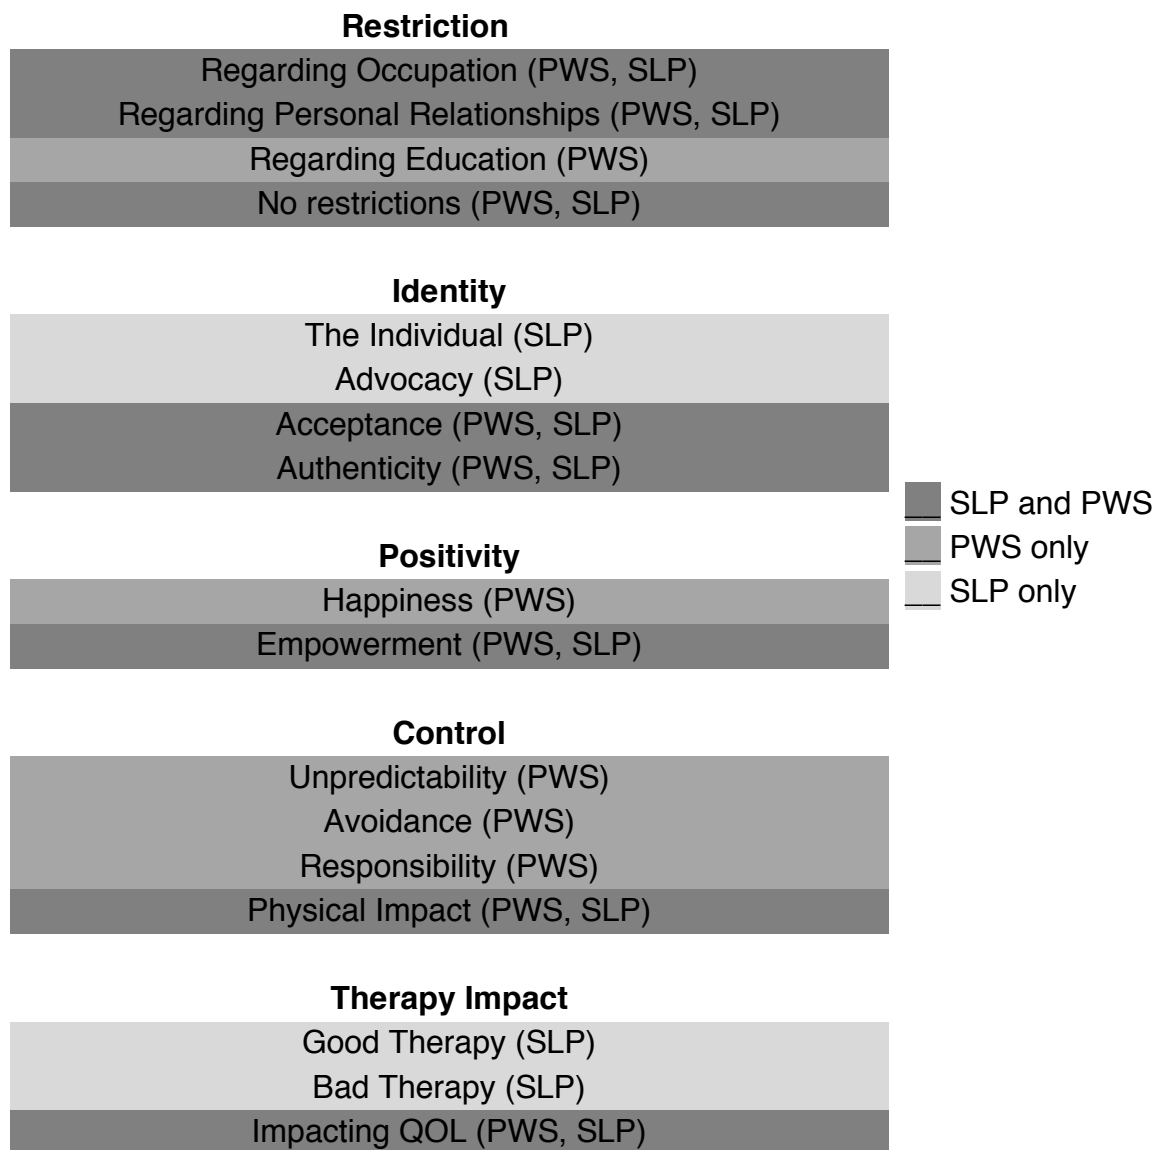 Restriction
Regarding Occupation (PWS, SLP)
Regarding Personal Relationships (PWS, SLP)
Regarding Education (PWS)
No restrictions (PWS, SLP)
Identity
The Individual (SLP)
Advocacy (SLP)
Acceptance (PWS, SLP)
Authenticity (PWS, SLP)
Positivity
Happiness (PWS)
Empowerment (PWS, SLP)
Control
Unpredictability (PWS)
Avoidance (PWS)
Responsibility (PWS)
Physical Impact (PWS, SLP)
Therapy Impact
Good Therapy (SLP)
Bad Therapy (SLP)
Impacting QOL (PWS, SLP)
__ SLP and PWS
__ PWS only
__ SLP only